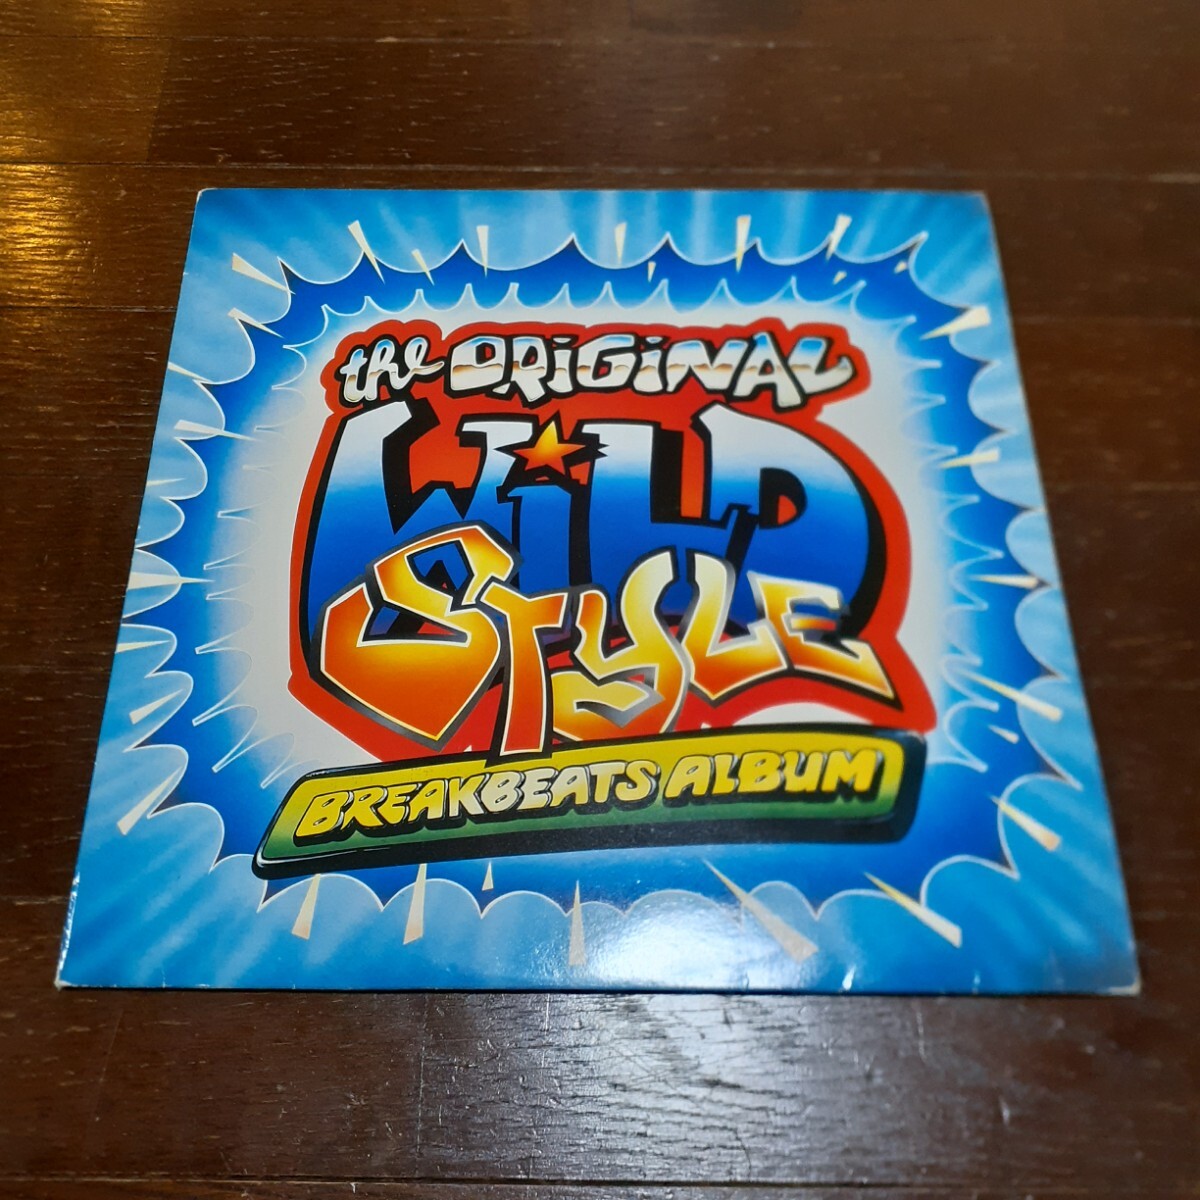 the ORiGiNAL
WiLD
STYLE
BREAKBEATS ALBUM